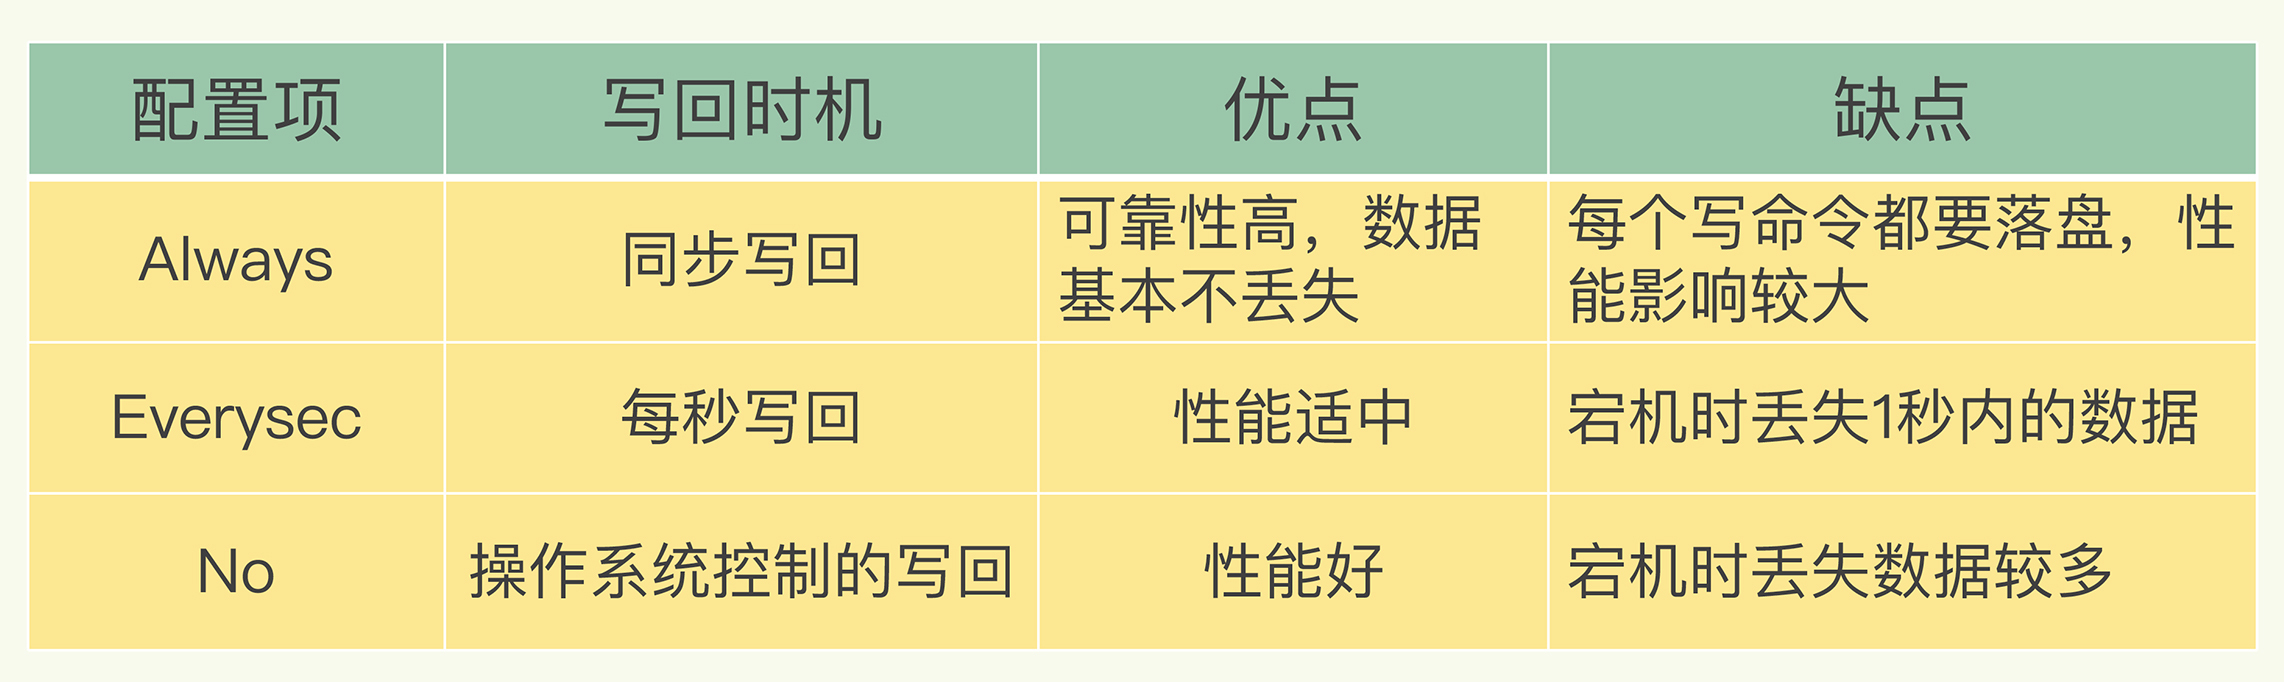 配置项
写回时机
优点
缺点
Always
同步写回
可靠性高，数据
基本不丢失
每个写命令都要落盘，性
能影响较大
Everysec
每秒写回
性能适中
宕机时丢失1秒内的数据
No
操作系统控制的写回
性能好
宕机时丢失数据较多